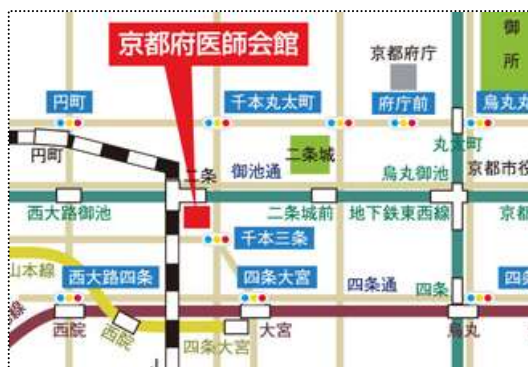 京都府医師会館
御所
京都府庁
円町
千本丸太町
府庁前
烏丸丸
丸太町
円町
二条
御池通
二条城
烏丸御池
京都市役
西大路御池
二条城前
地下鉄東西線
京都
千本三条
山本線
西大路四条
四条大宮
四条通
四条
四条
線
西院
西院
四条大宮
大宮
烏丸